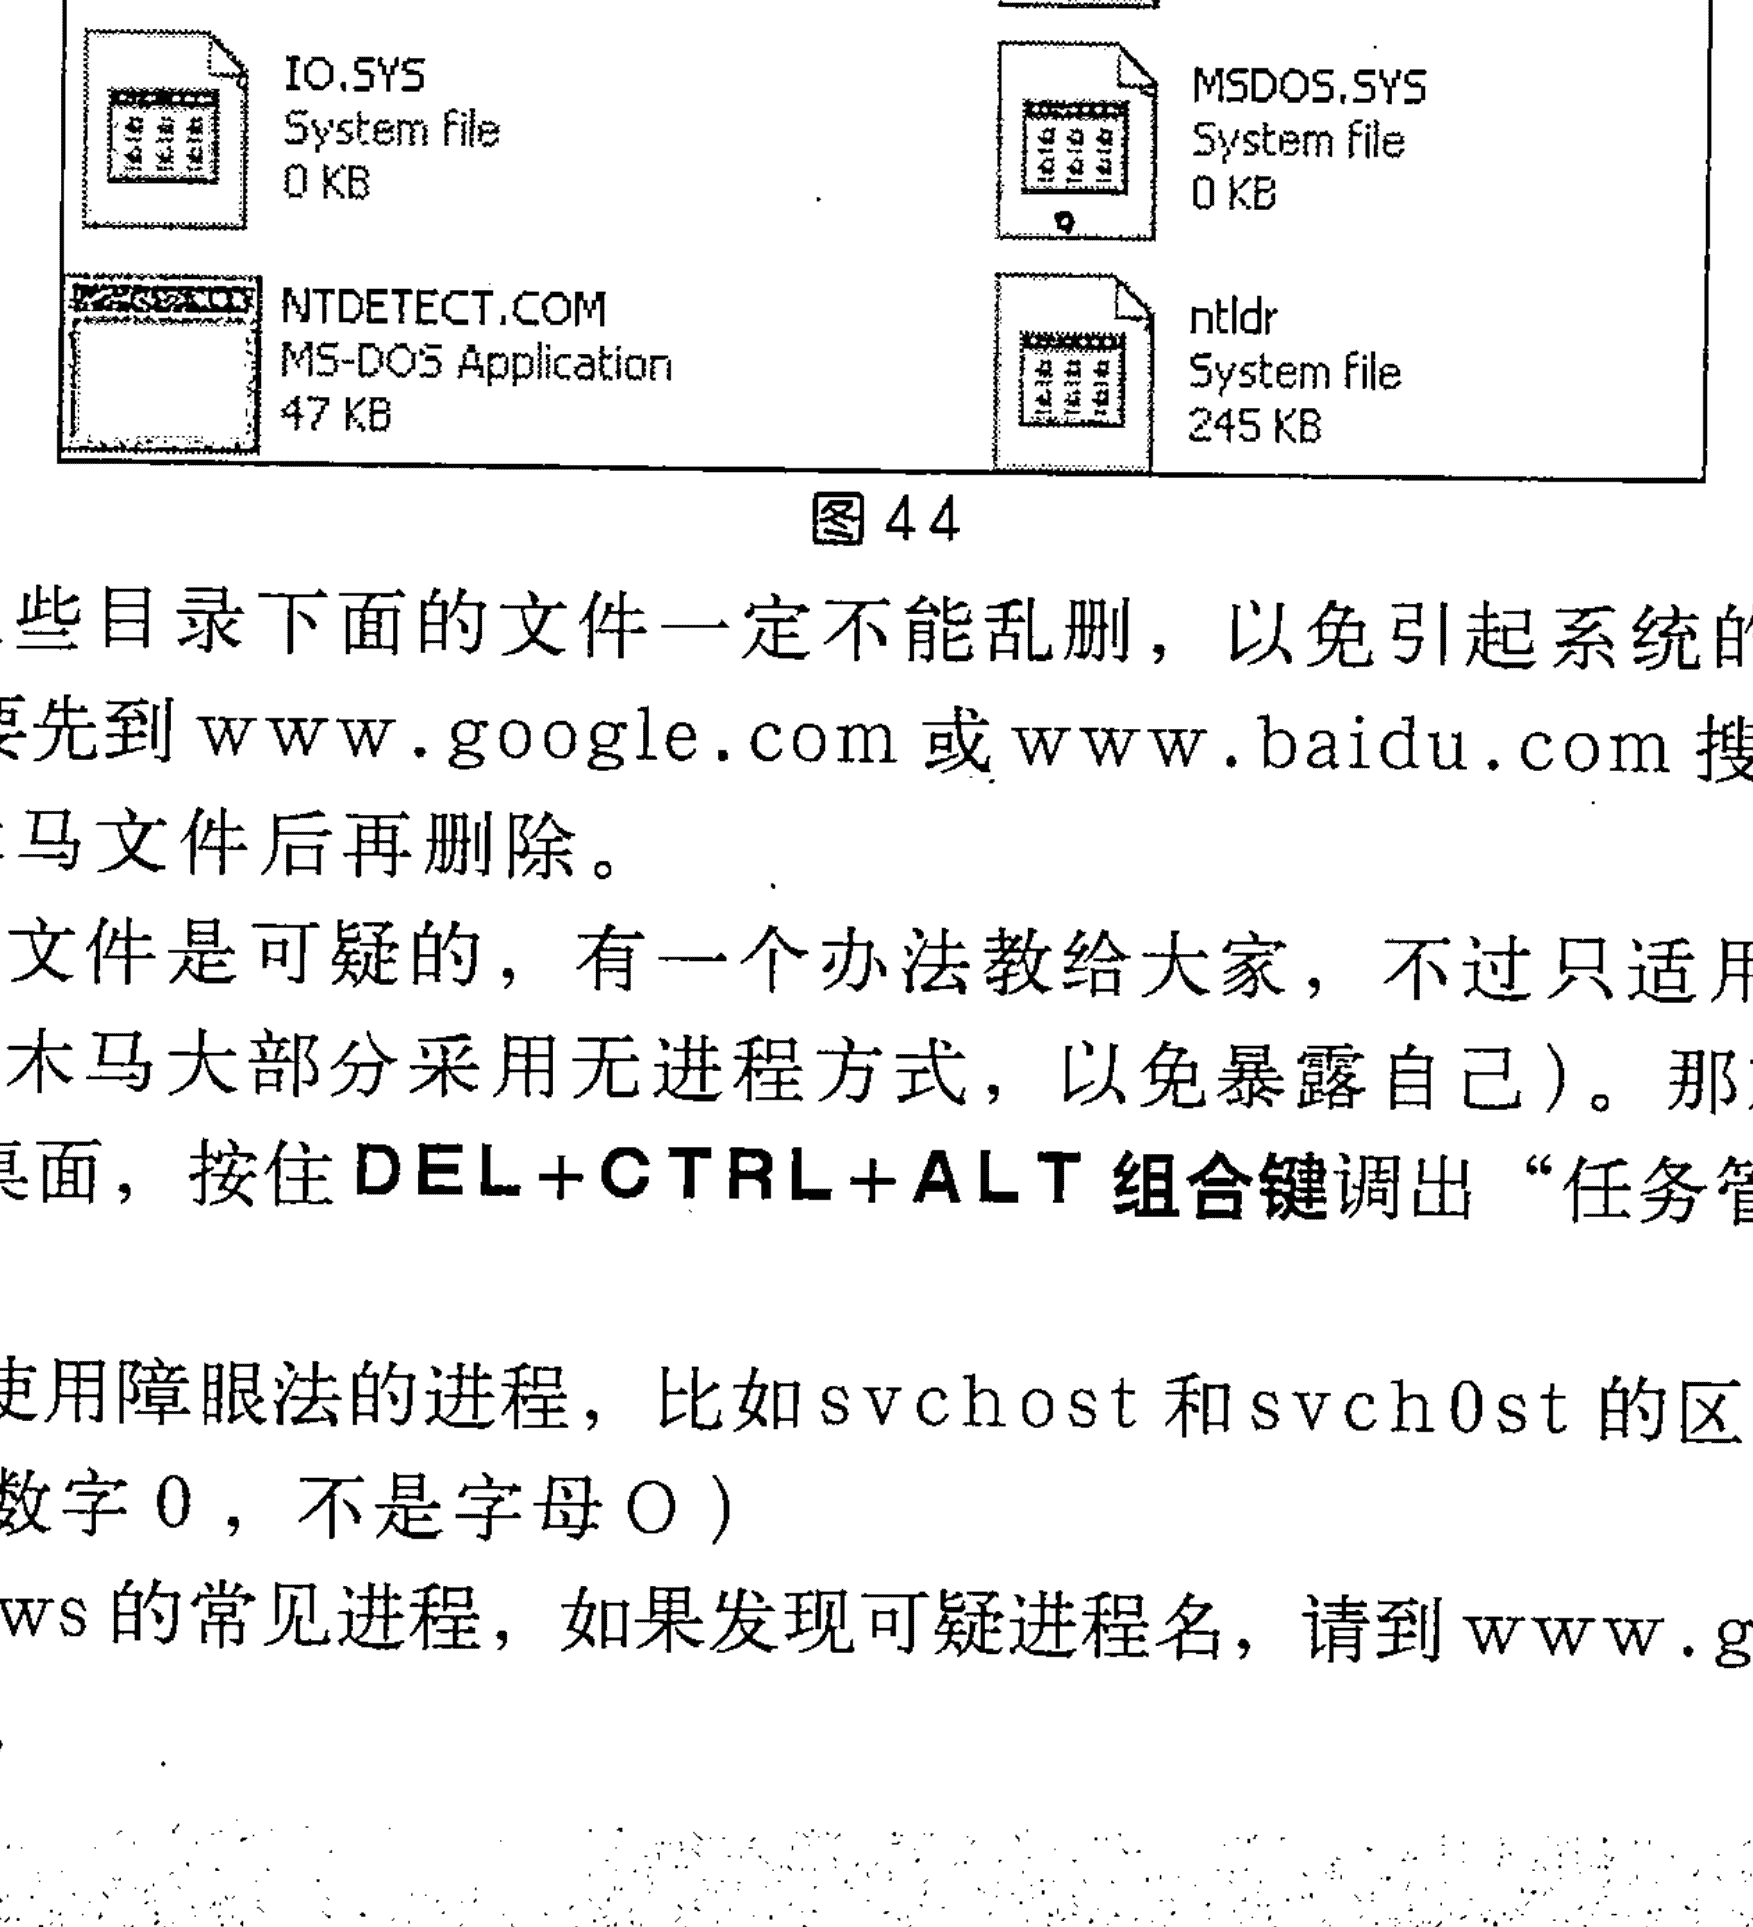 IO.SYS
System file
0 KB
MSDOS.SYS
System file
0 KB
NTDETECT.COM
MS-DOS Application
47 KB
ntldr
System file
245 KB
图44
些目录下面的文件一定不能乱删，以免引起系统的
要先到www.google.com或www.baidu.com搜
马文件后再删除。
文件是可疑的，有一个办法教给大家，不过只适用
木马大部分采用无进程方式，以免暴露自己）。那
桌面，按住DEL+CTRL+ALT组合键调出“任务管
使用障眼法的进程，比如svchost和svch0st的区
数字0，不是字母O）
ws的常见进程，如果发现可疑进程名，请到www.g